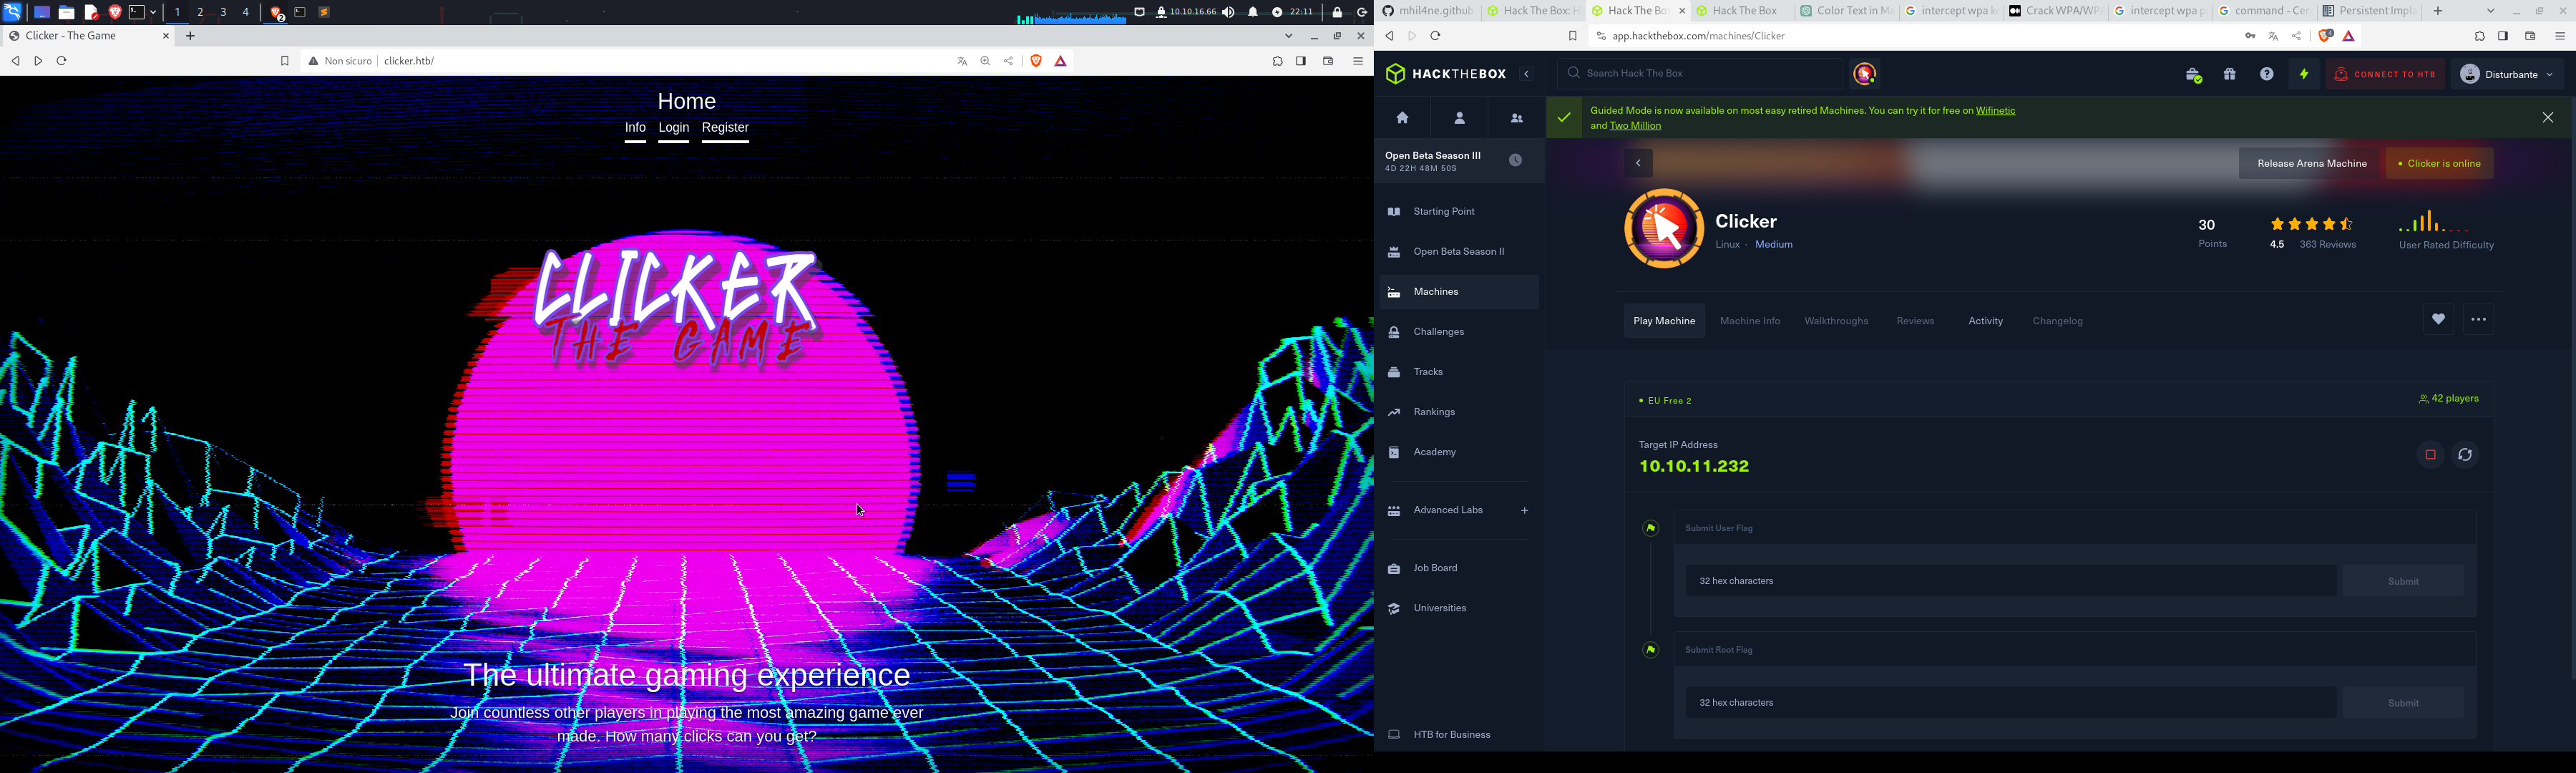 1 2 3 4
10.10.16.66
22:11
Clicker - The Game
Non sicuro clicker.htb/
Home
Info Login Register
CLICKER
THE GAME
The ultimate gaming experience
Join countless other players in playing the most amazing game ever
made. How many clicks can you get?
mhil4ne.github Hack The Box: H Hack The Bo Hack The Box Color Text in Ma intercept wpa k Crack WPA/WP intercept wpa p command - Cer Persistent Impla
app.hackthebox.com/machines/Clicker
HACKTHEBOX
Search Hack The Box
CONNECT TO HTB
Disturbante
Guided Mode is now available on most easy retired Machines. You can try it for free on Wifinetic
and Two Million
Open Beta Season III
4D 22H 48M 50S
Release Arena Machine
Clicker is online
Starting Point
Open Beta Season II
Machines
Challenges
Tracks
Rankings
Academy
Advanced Labs
Job Board
Universities
HTB for Business
Clicker
Linux · Medium
30
Points
4.5 363 Reviews
User Rated Difficulty
Play Machine Machine Info Walkthroughs Reviews Activity Changelog
EU Free 2
42 players
Target IP Address
10.10.11.232
Submit User Flag
32 hex characters
Submit
Submit Root Flag
32 hex characters
Submit